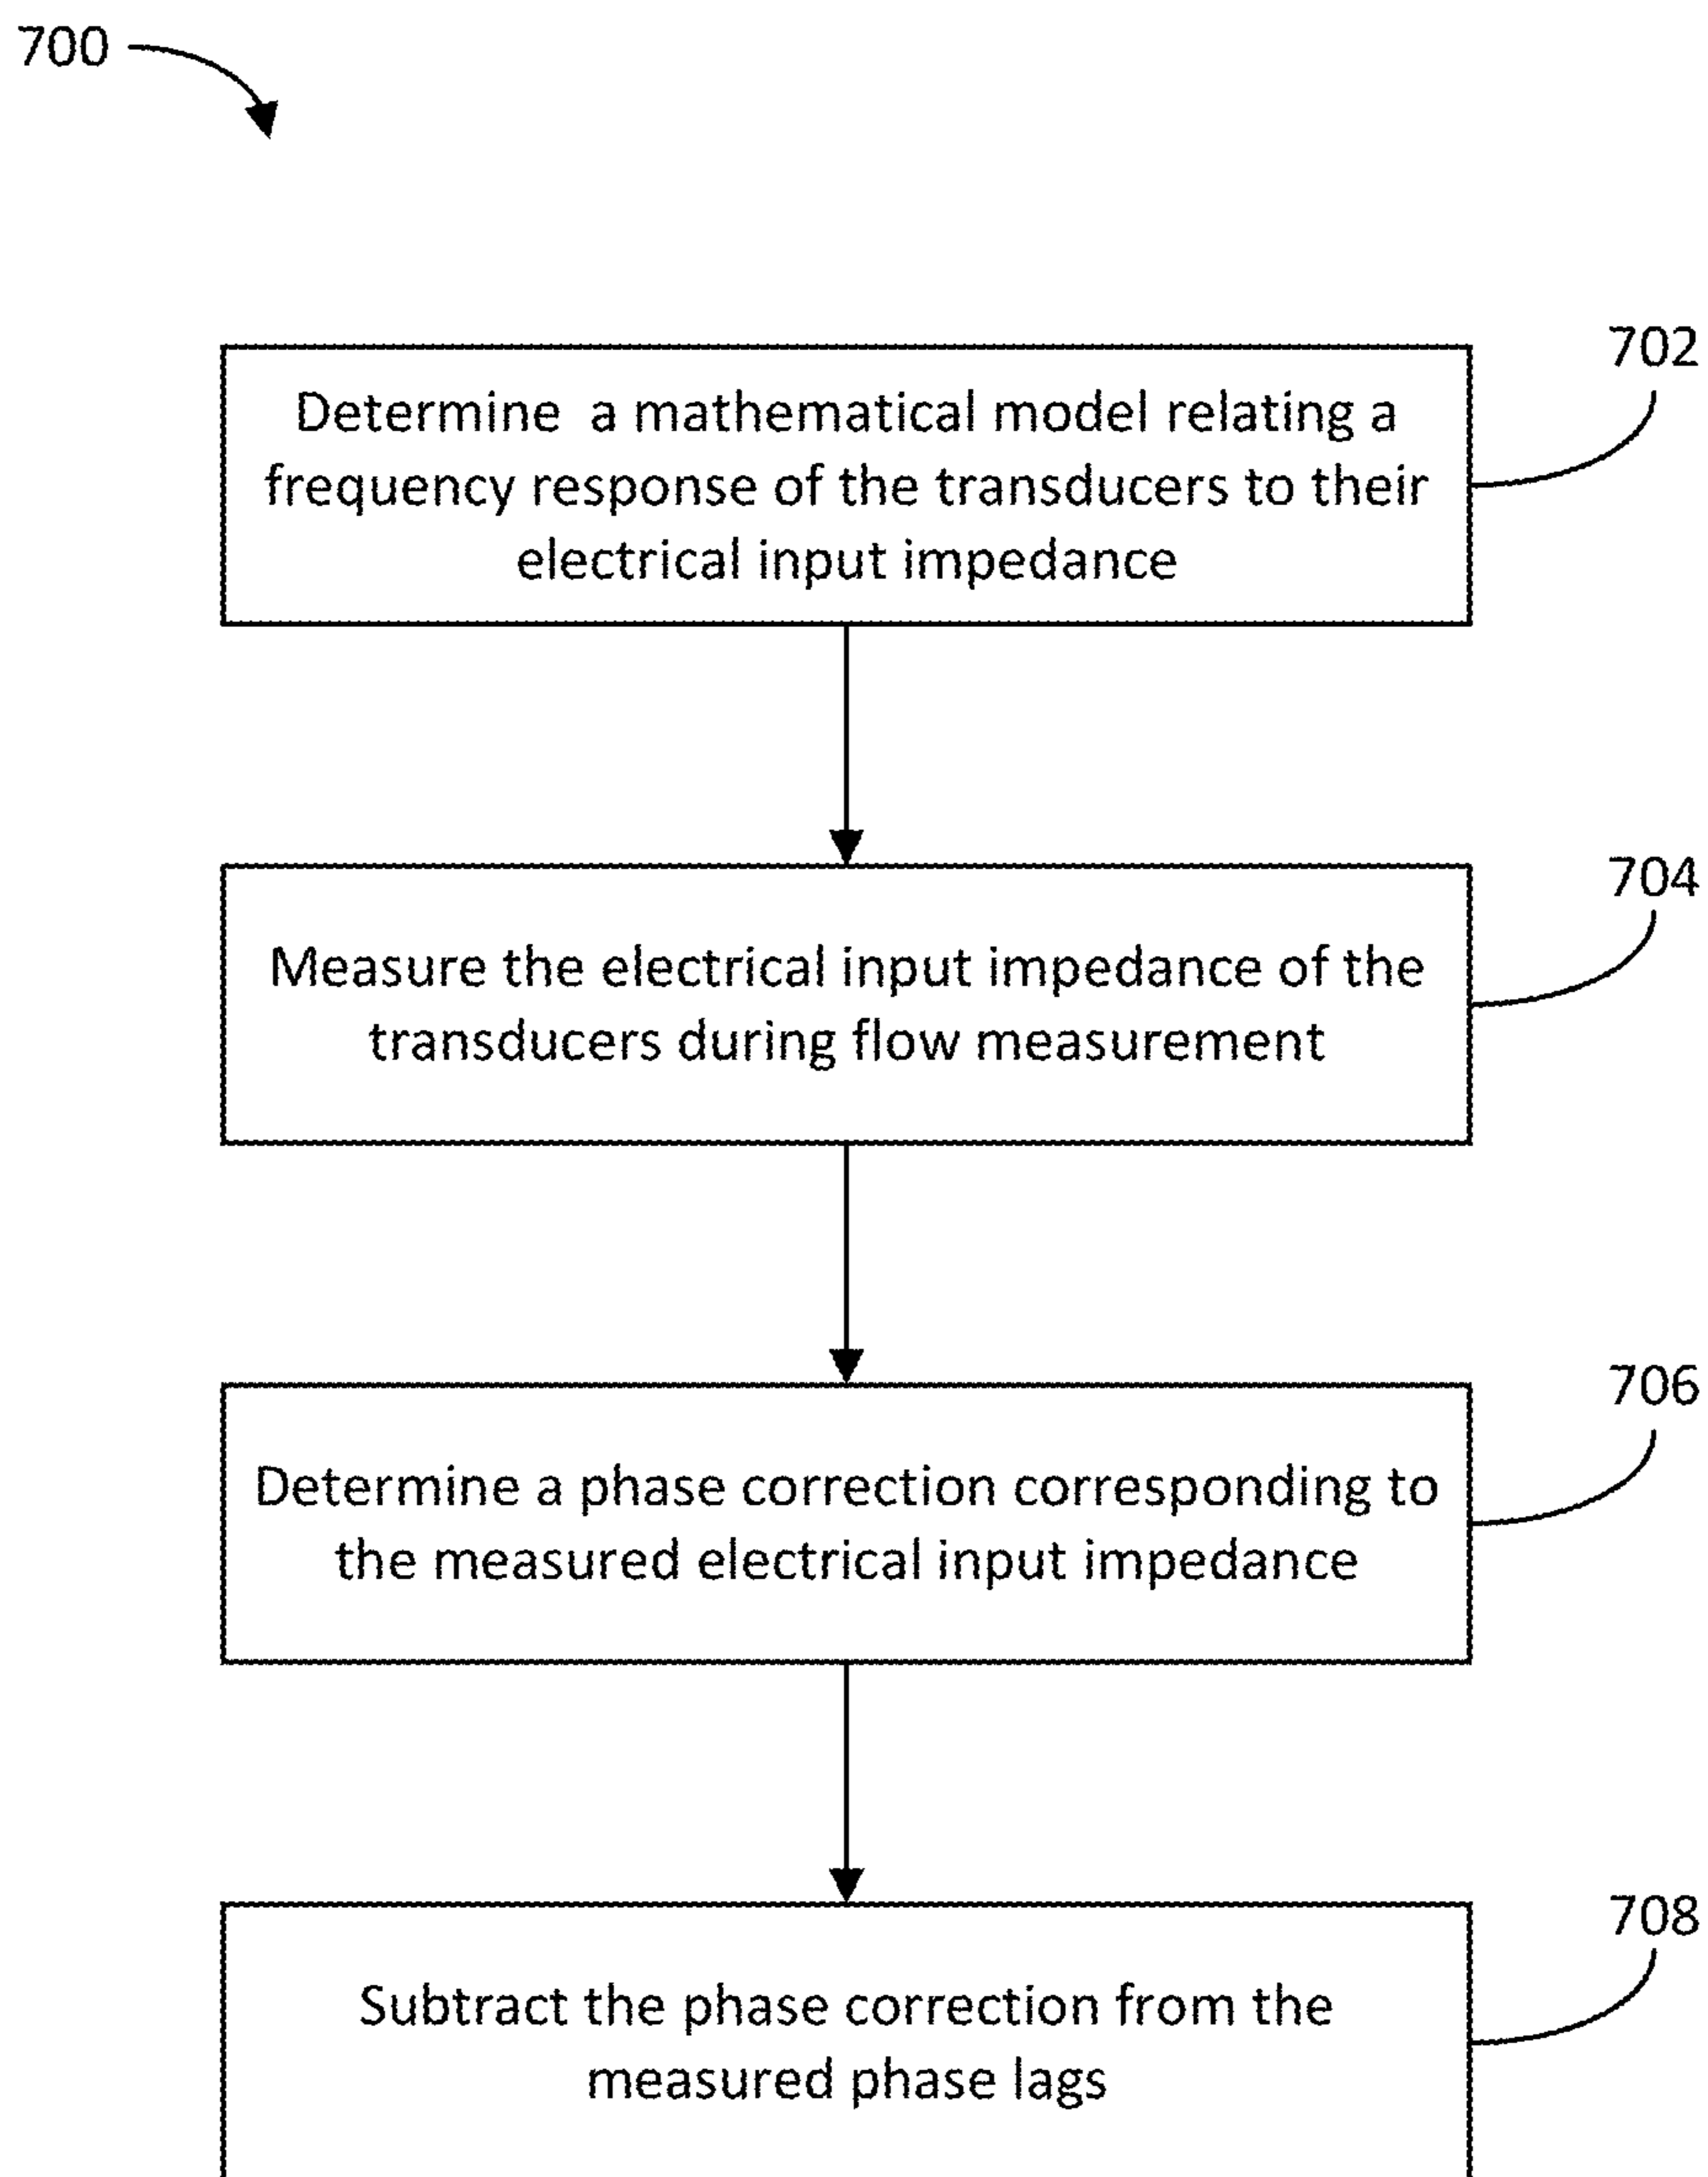 700
702
Determine  a mathematical model relating a
frequency response of the transducers to their
electrical input impedance
704
Measure the electrical input impedance of the
transducers during flow measurement
706
Determine a phase correction corresponding to
the measured electrical input impedance
708
Subtract the phase correction from the
measured phase lags